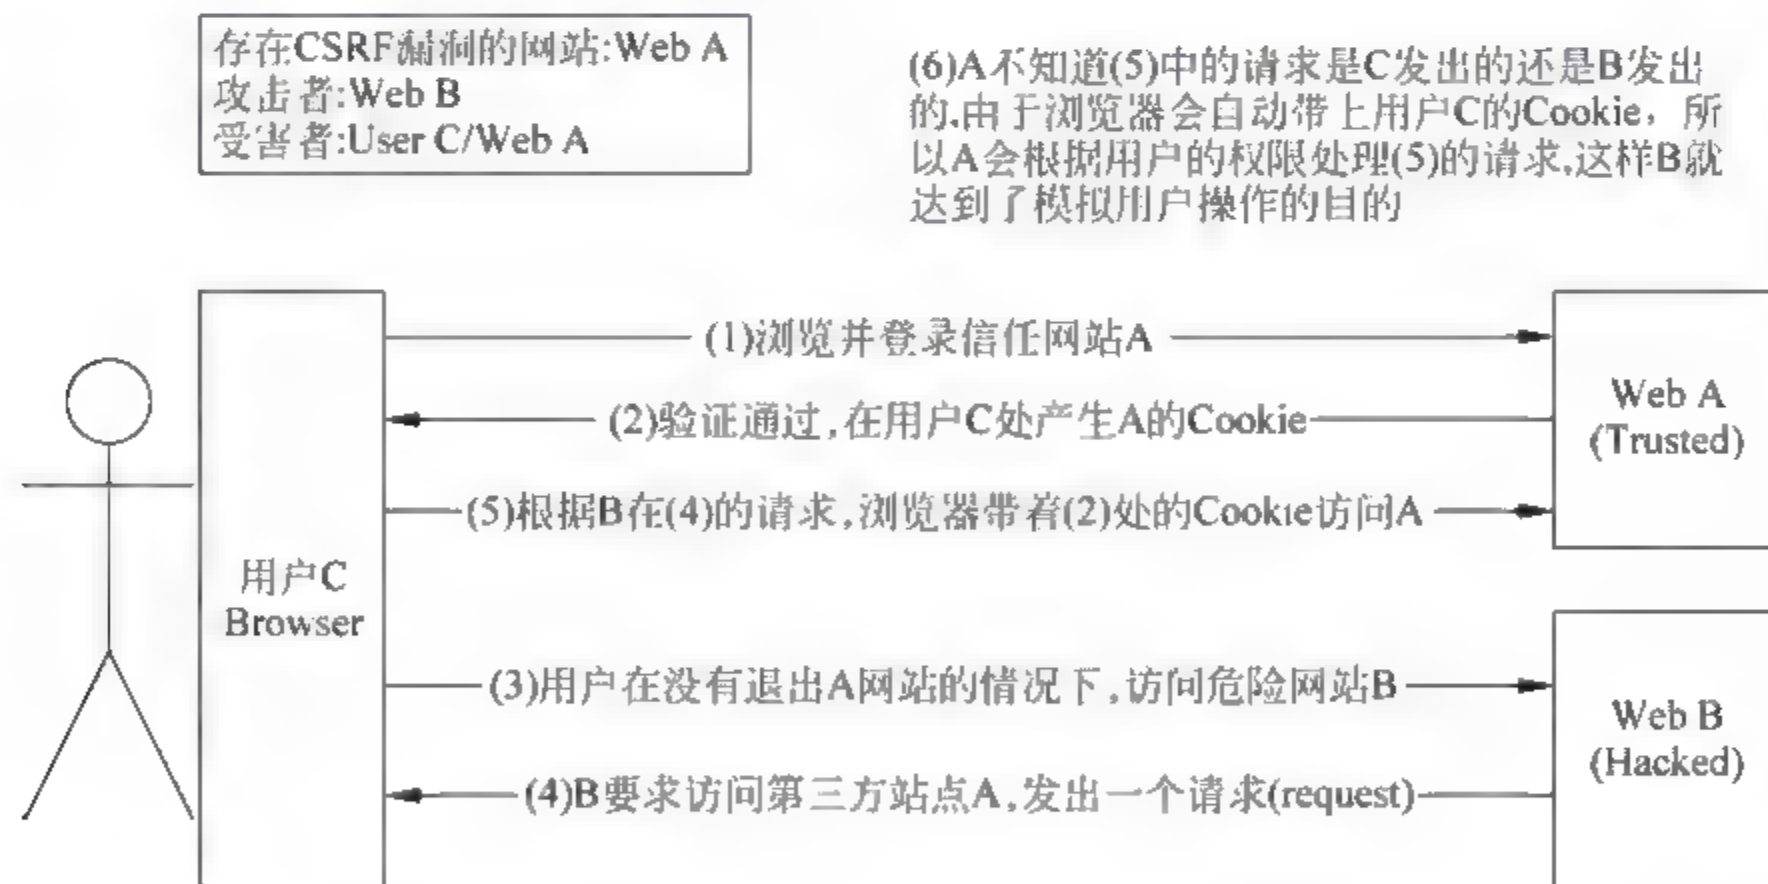 存在CSRF漏洞的网站:Web A
攻击者:Web B
受害者:User C/Web A
(6)A不知道(5)中的请求是C发出的还是B发出
的,由于浏览器会自动带上用户C的Cookie，所
以A会根据用户的权限处理(5)的请求,这样B就
达到了模拟用户操作的目的
(1)浏览并登录信任网站A
(2)验证通过,在用户C处产生A的Cookie
Web A
(Trusted)
(5)根据B在(4)的请求,浏览器带着(2)处的Cookie访问A
用户C
Browser
(3)用户在没有退出A网站的情况下,访问危险网站B
Web B
(Hacked)
(4)B要求访问第三方站点A,发出一个请求(request)